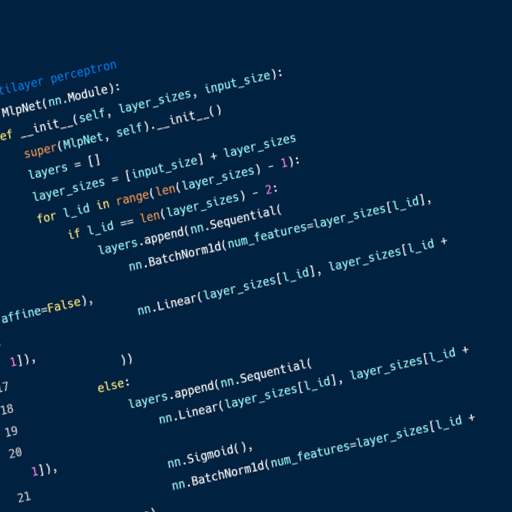 tilayer perceptron
MlpNet(nn.Module):
ef __init__(self, layer_sizes, input_size):
super(MlpNet, self).__init__()
layers = []
layer_sizes = [input_size] + layer_sizes
for l_id in range(len(layer_sizes) - 1):
if l_id == len(layer_sizes) - 2:
layers.append(nn.Sequential(
nn.BatchNorm1d(num_features=layer_sizes[l_id],
affine=False),
nn.Linear(layer_sizes[l_id], layer_sizes[l_id +
1]),
))
17 else:
18 layers.append(nn.Sequential(
19 nn.Linear(layer_sizes[l_id], layer_sizes[l_id +
20
1]),
nn.Sigmoid(),
21 nn.BatchNorm1d(num_features=layer_sizes[l_id +